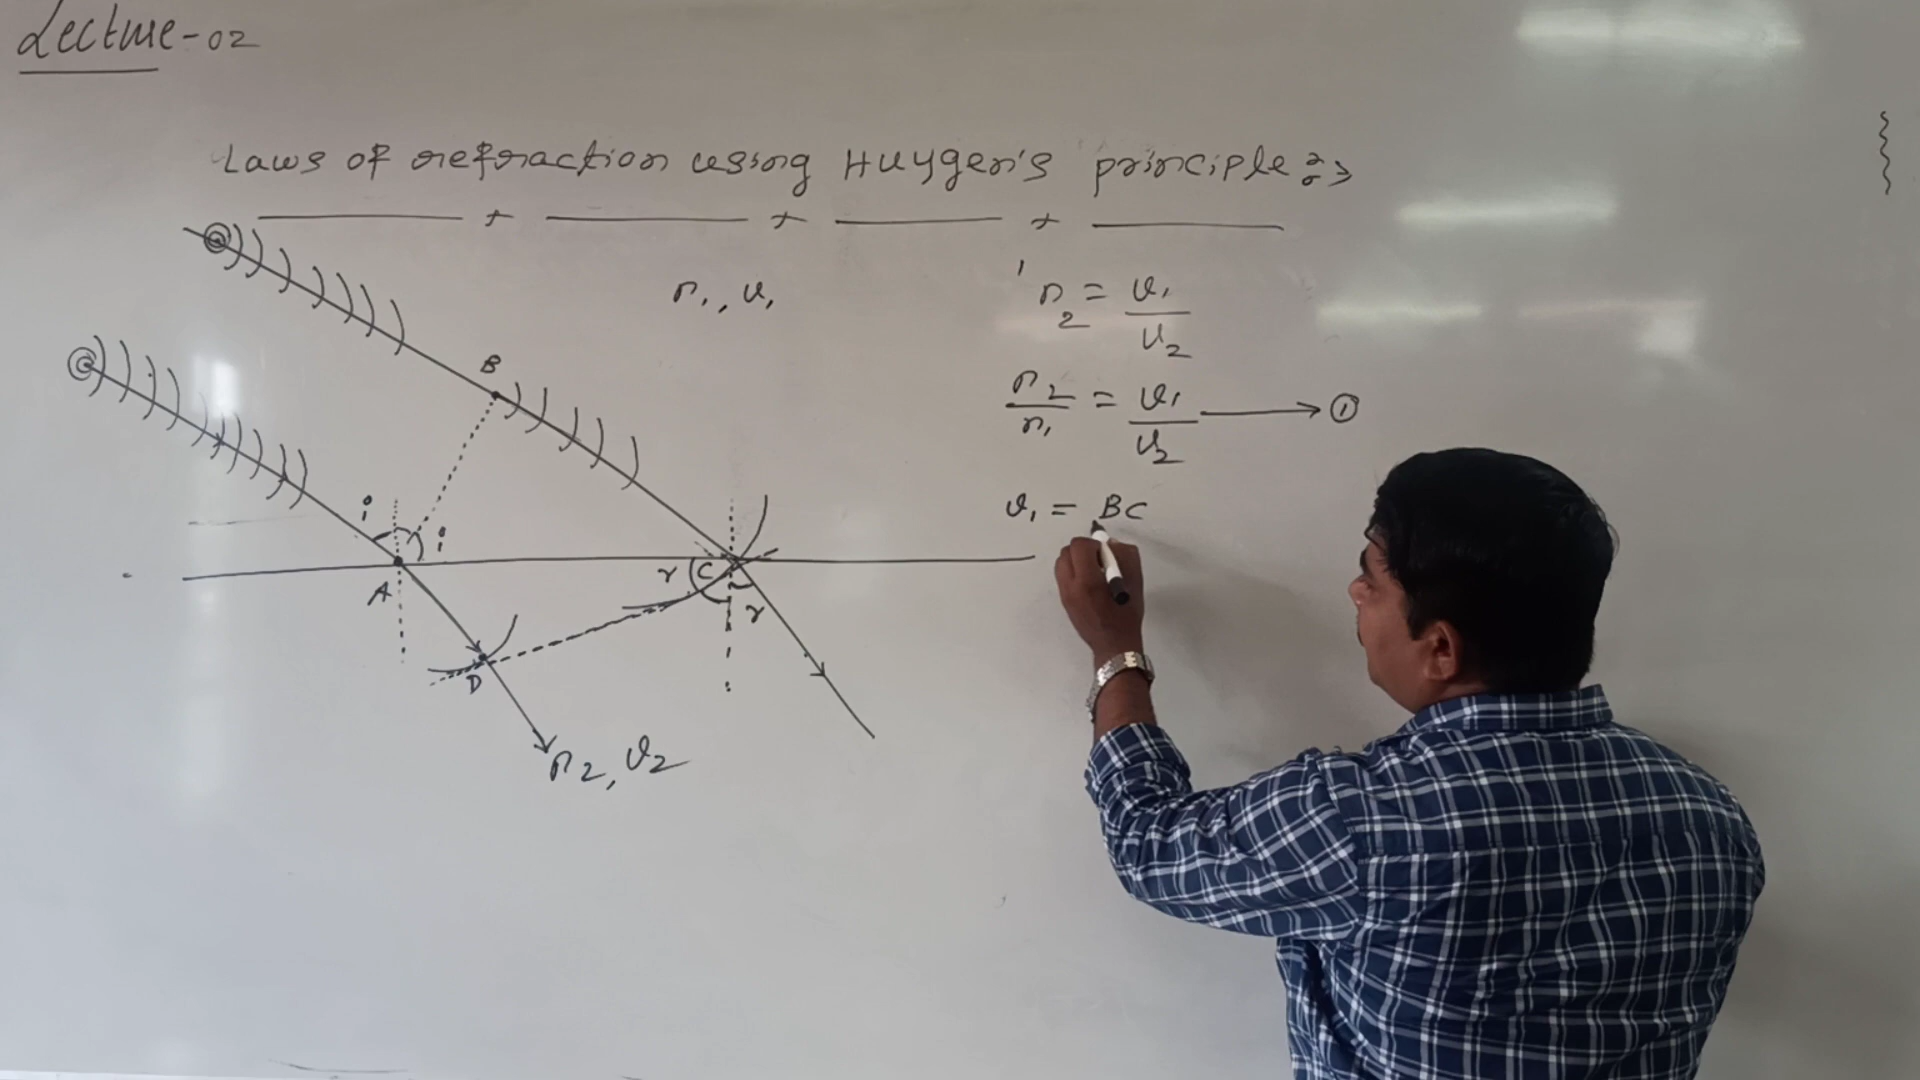 Lecture-02
Laws of refraction using Huygen's principle
n₁, v₁
¹n₂ = v₁/v₂
n₂/n₁ = v₁/v₂ → ①
B
v₁ = BC
i
i
r
C
A
r
D
n₂, v₂